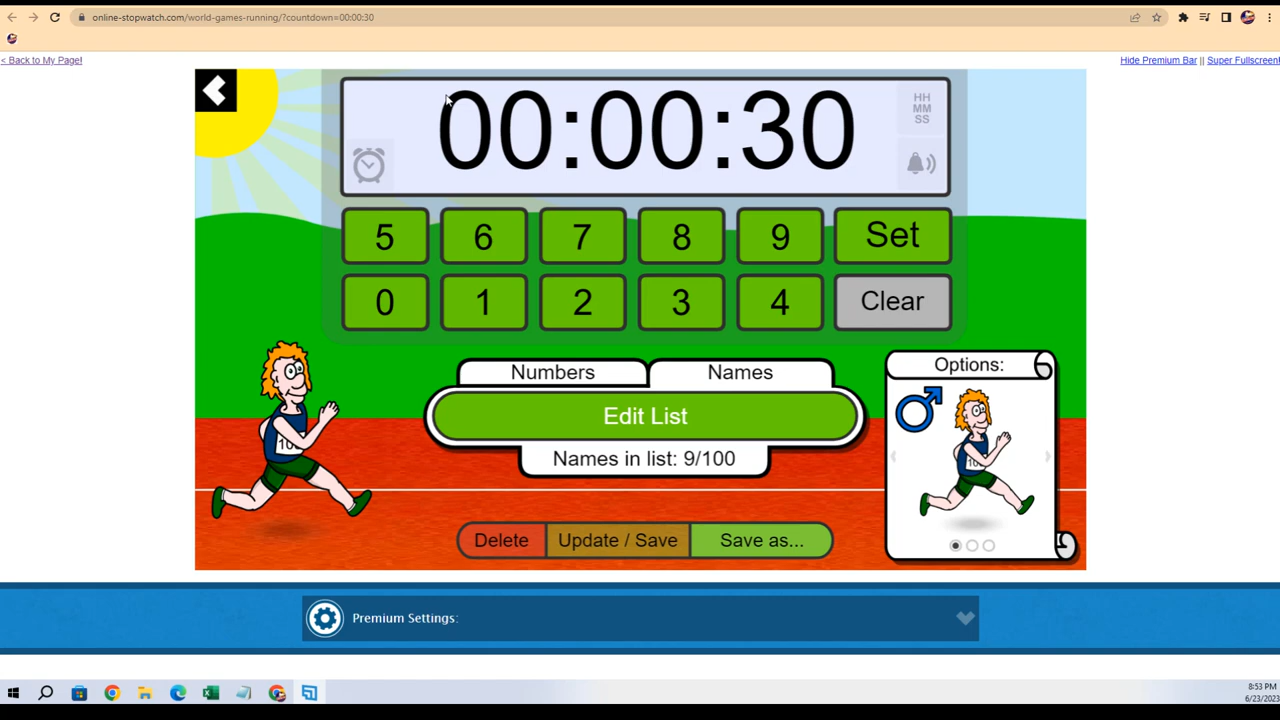 online-stopwatch.com/world-games-running/?countdown=00:00:30
< Back to My Page!
Hide Premium Bar || Super Fullscreen!
00:00:30
HH
MM
SS
5 6 7 8 9 Set
0 1 2 3 4 Clear
Numbers Names
Options:
Edit List
Names in list: 9/100
Delete Update / Save Save as...
Premium Settings:
8:53 PM
6/23/2023